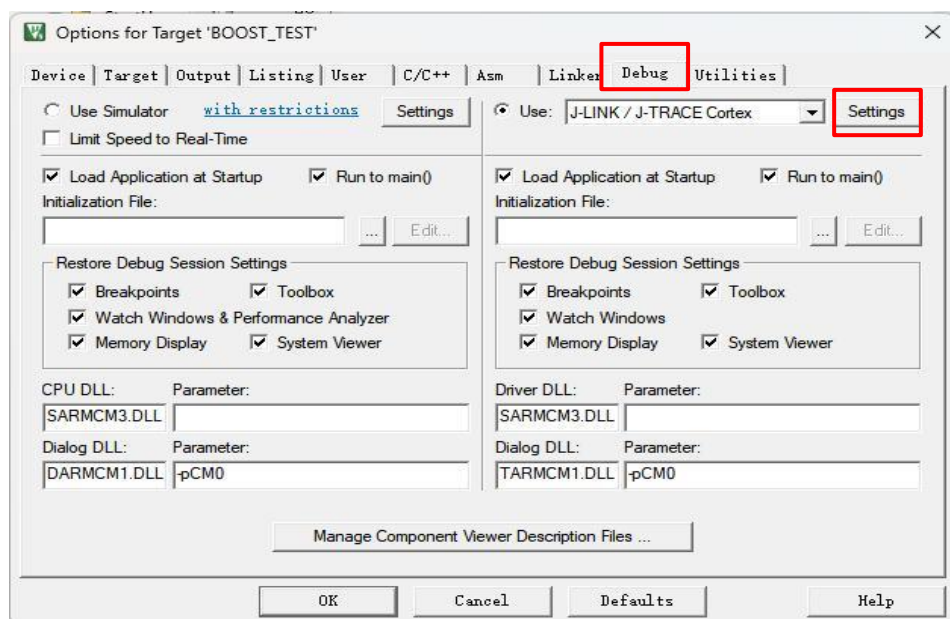 Options for Target 'BOOST_TEST'
Device Target Output Listing User C/C++ Asm Linker Debug Utilities
Use Simulator with restrictions Settings
Limit Speed to Real-Time
Use: J-LINK / J-TRACE Cortex Settings
Load Application at Startup Run to main()
Initialization File:
... Edit...
Load Application at Startup Run to main()
Initialization File:
... Edit...
Restore Debug Session Settings
Breakpoints Toolbox
Watch Windows & Performance Analyzer
Memory Display System Viewer
Restore Debug Session Settings
Breakpoints Toolbox
Watch Windows
Memory Display System Viewer
CPU DLL: Parameter:
SARMCM3.DLL
Dialog DLL: Parameter:
DARMCM1.DLL -pCM0
Driver DLL: Parameter:
SARMCM3.DLL
Dialog DLL: Parameter:
TARMCM1.DLL -pCM0
Manage Component Viewer Description Files ...
OK Cancel Defaults Help